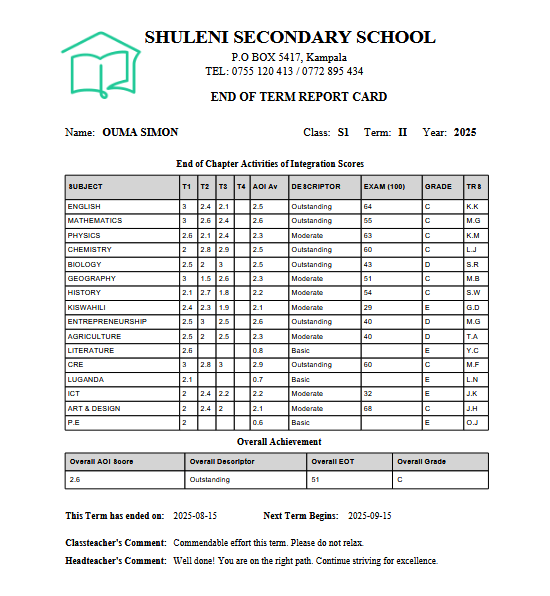 SHULENI SECONDARY SCHOOL
P.O BOX 5417, Kampala
TEL: 0755 120 413 / 0772 895 434
END OF TERM REPORT CARD
Name: OUMA SIMON Class: S1 Term: II Year: 2025
End of Chapter Activities of Integration Scores
SUBJECT T1 T2 T3 T4 AOI Av DESCRIPTOR EXAM (100) GRADE TRS
ENGLISH 3 2.4 2.1 2.5 Outstanding 64 C K.K
MATHEMATICS 3 2.6 2.4 2.6 Outstanding 55 C M.G
PHYSICS 2.6 2.1 2.4 2.3 Moderate 63 C K.M
CHEMISTRY 2 2.8 2.9 2.5 Outstanding 60 C L.J
BIOLOGY 2.5 2 3 2.5 Outstanding 43 D S.R
GEOGRAPHY 3 1.5 2.6 2.3 Moderate 51 C M.B
HISTORY 2.1 2.7 1.8 2.2 Moderate 54 C S.W
KISWAHILI 2.4 2.3 1.9 2.1 Moderate 29 E G.D
ENTREPRENEURSHIP 2.5 3 2.5 2.6 Outstanding 40 D M.G
AGRICULTURE 2.5 2 2.5 2.3 Moderate 40 D T.A
LITERATURE 2.6 0.8 Basic E Y.C
CRE 3 2.8 3 2.9 Outstanding 60 C M.F
LUGANDA 2.1 0.7 Basic E L.N
ICT 2 2.4 2.2 2.2 Moderate 32 E J.K
ART & DESIGN 2 2.4 2 2.1 Moderate 68 C J.H
P.E 2 0.6 Basic E O.J
Overall Achievement
Overall AOI Score Overall Descriptor Overall EOT Overall Grade
2.6 Outstanding 51 C
This Term has ended on: 2025-08-15 Next Term Begins: 2025-09-15
Classteacher's Comment: Commendable effort this term. Please do not relax.
Headteacher's Comment: Well done! You are on the right path. Continue striving for excellence.